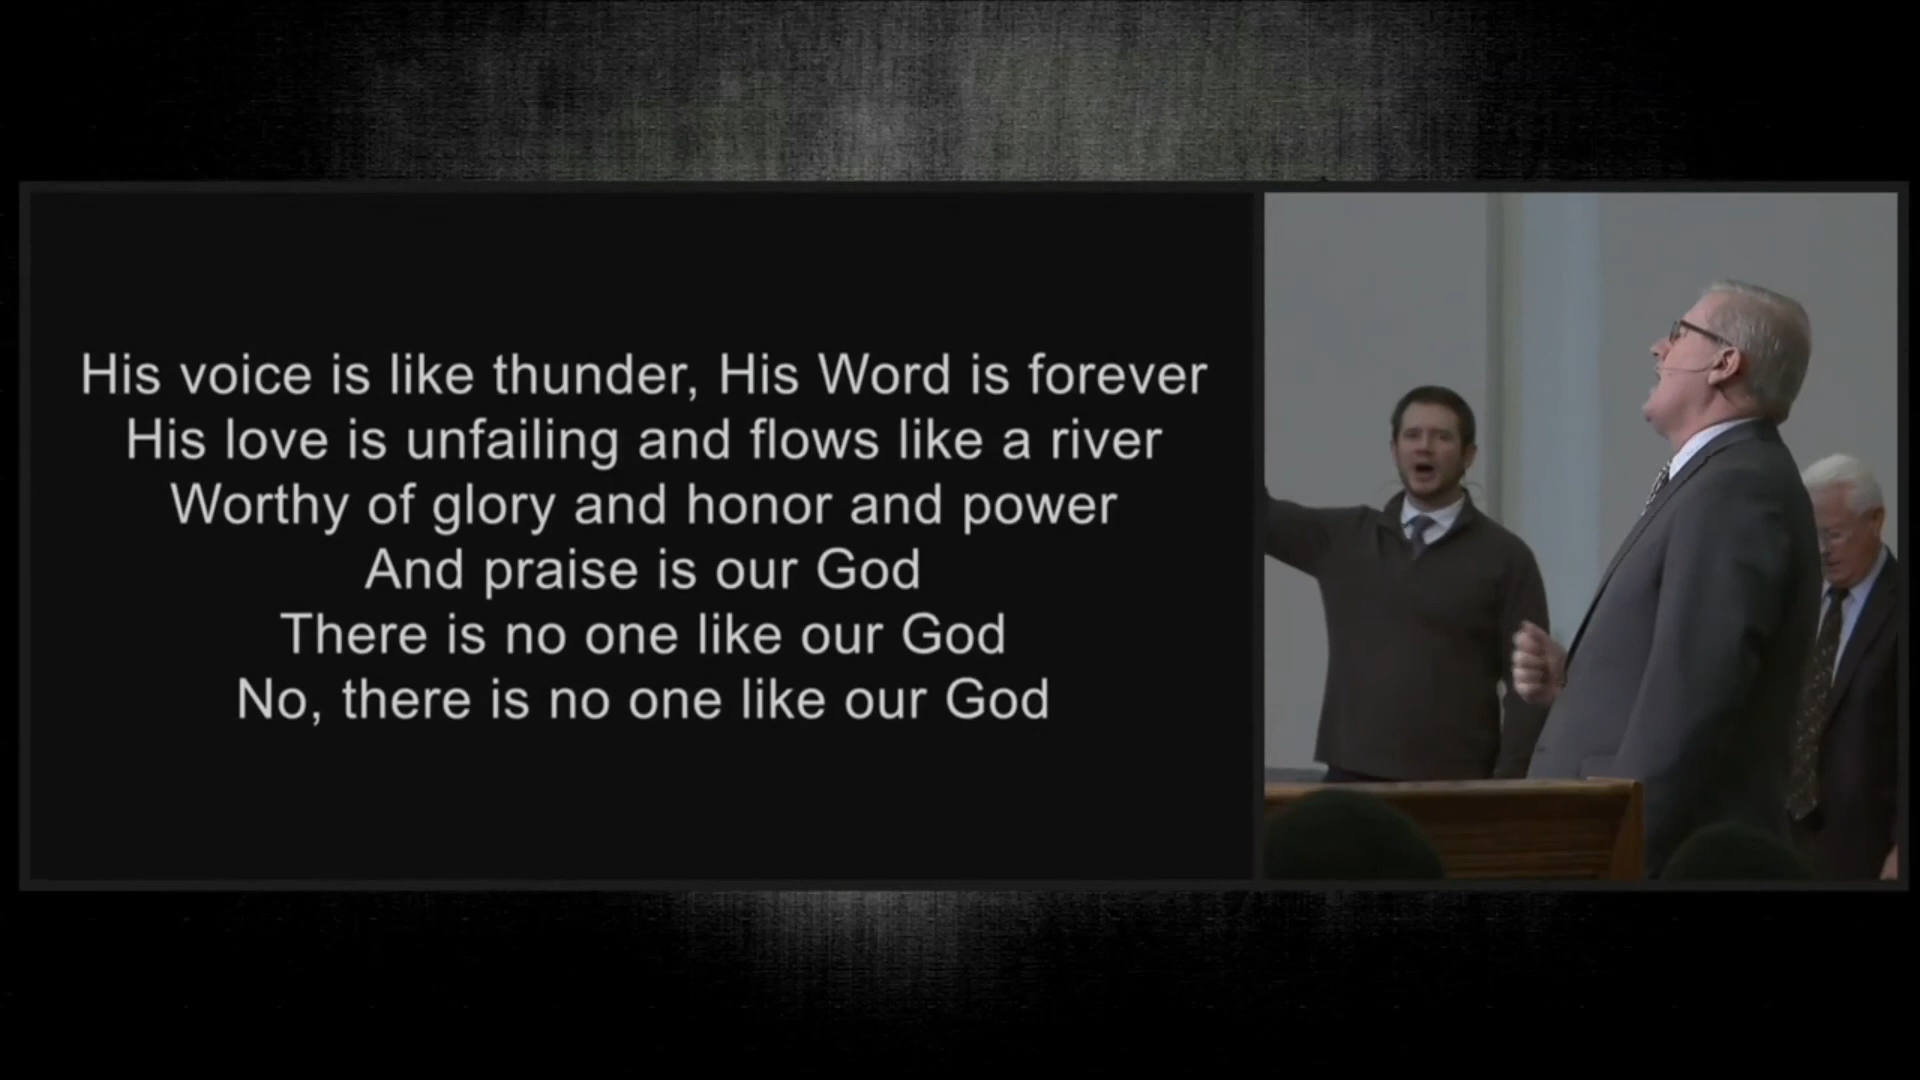 His voice is like thunder, His Word is forever
His love is unfailing and flows like a river
Worthy of glory and honor and power
And praise is our God
There is no one like our God
No, there is no one like our God